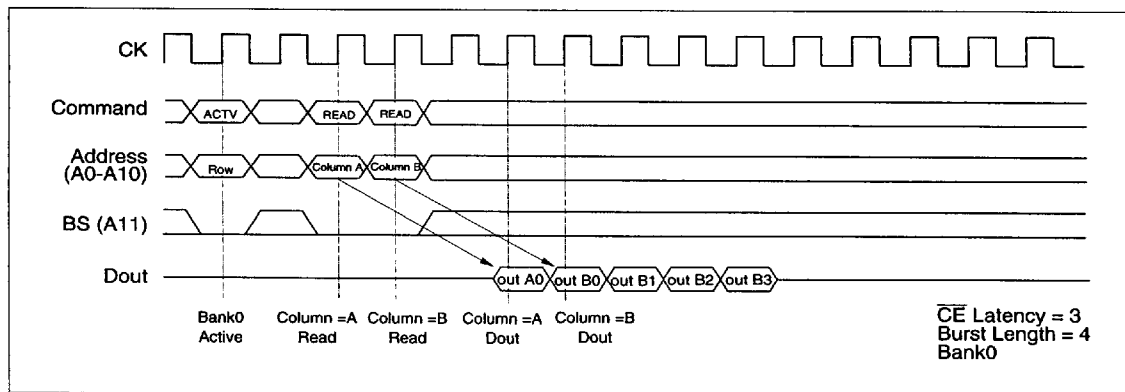 CK
Command
ACTV
READ
READ
Address
(A0-A10)
Row
Column A
Column B
BS (A11)
Dout
out A0
out B0
out B1
out B2
out B3
Bank0
Active
Column =A
Read
Column =B
Read
Column =A
Dout
Column =B
Dout
CE Latency = 3
Burst Length = 4
Bank0